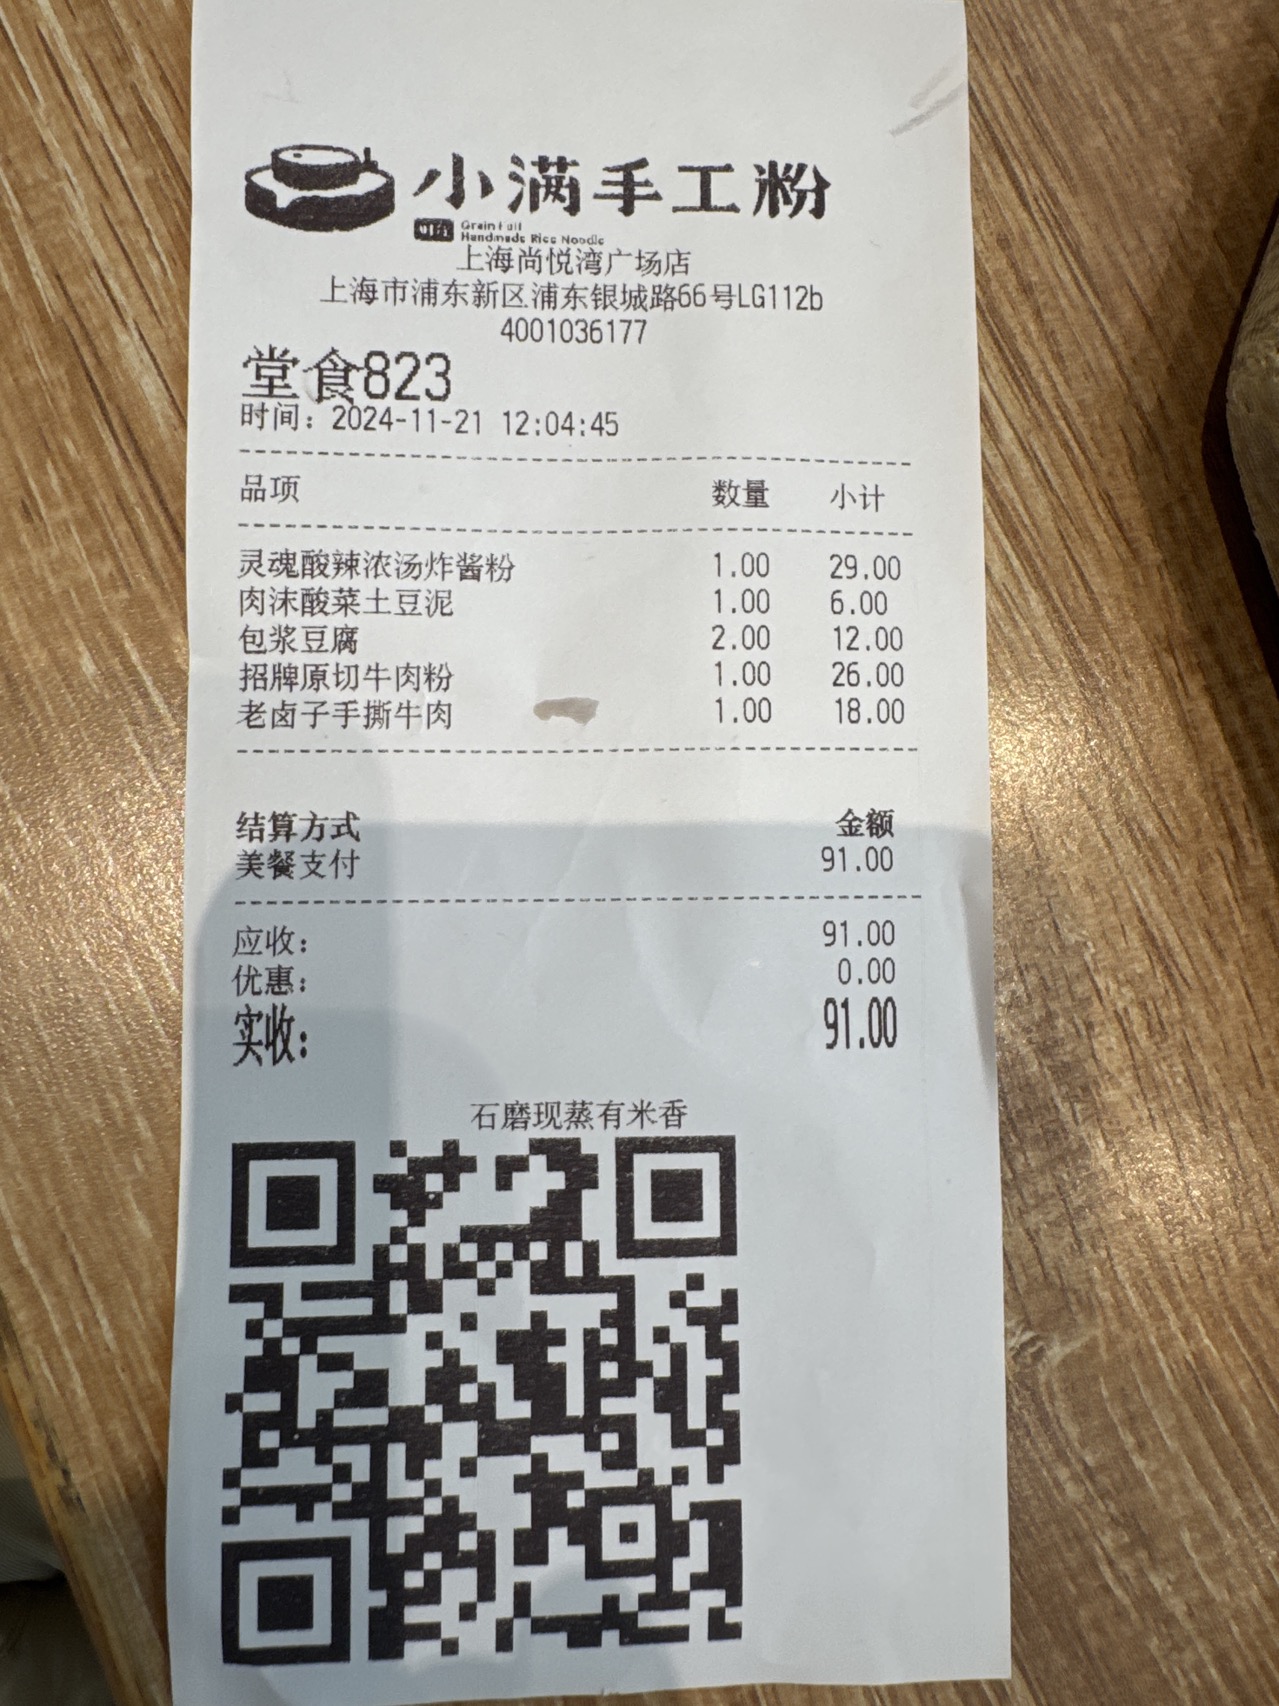 小满手工粉
Grain Full
Handmade Rice Noodle
上海尚悦湾广场店
上海市浦东新区浦东银城路66号LG112b
4001036177
堂食823
时间：2024-11-21 12:04:45
品项 数量 小计
灵魂酸辣浓汤炸酱粉 1.00 29.00
肉沫酸菜土豆泥 1.00 6.00
包浆豆腐 2.00 12.00
招牌原切牛肉粉 1.00 26.00
老卤子手撕牛肉 1.00 18.00
结算方式 金额
美餐支付 91.00
应收： 91.00
优惠： 0.00
实收： 91.00
石磨现蒸有米香